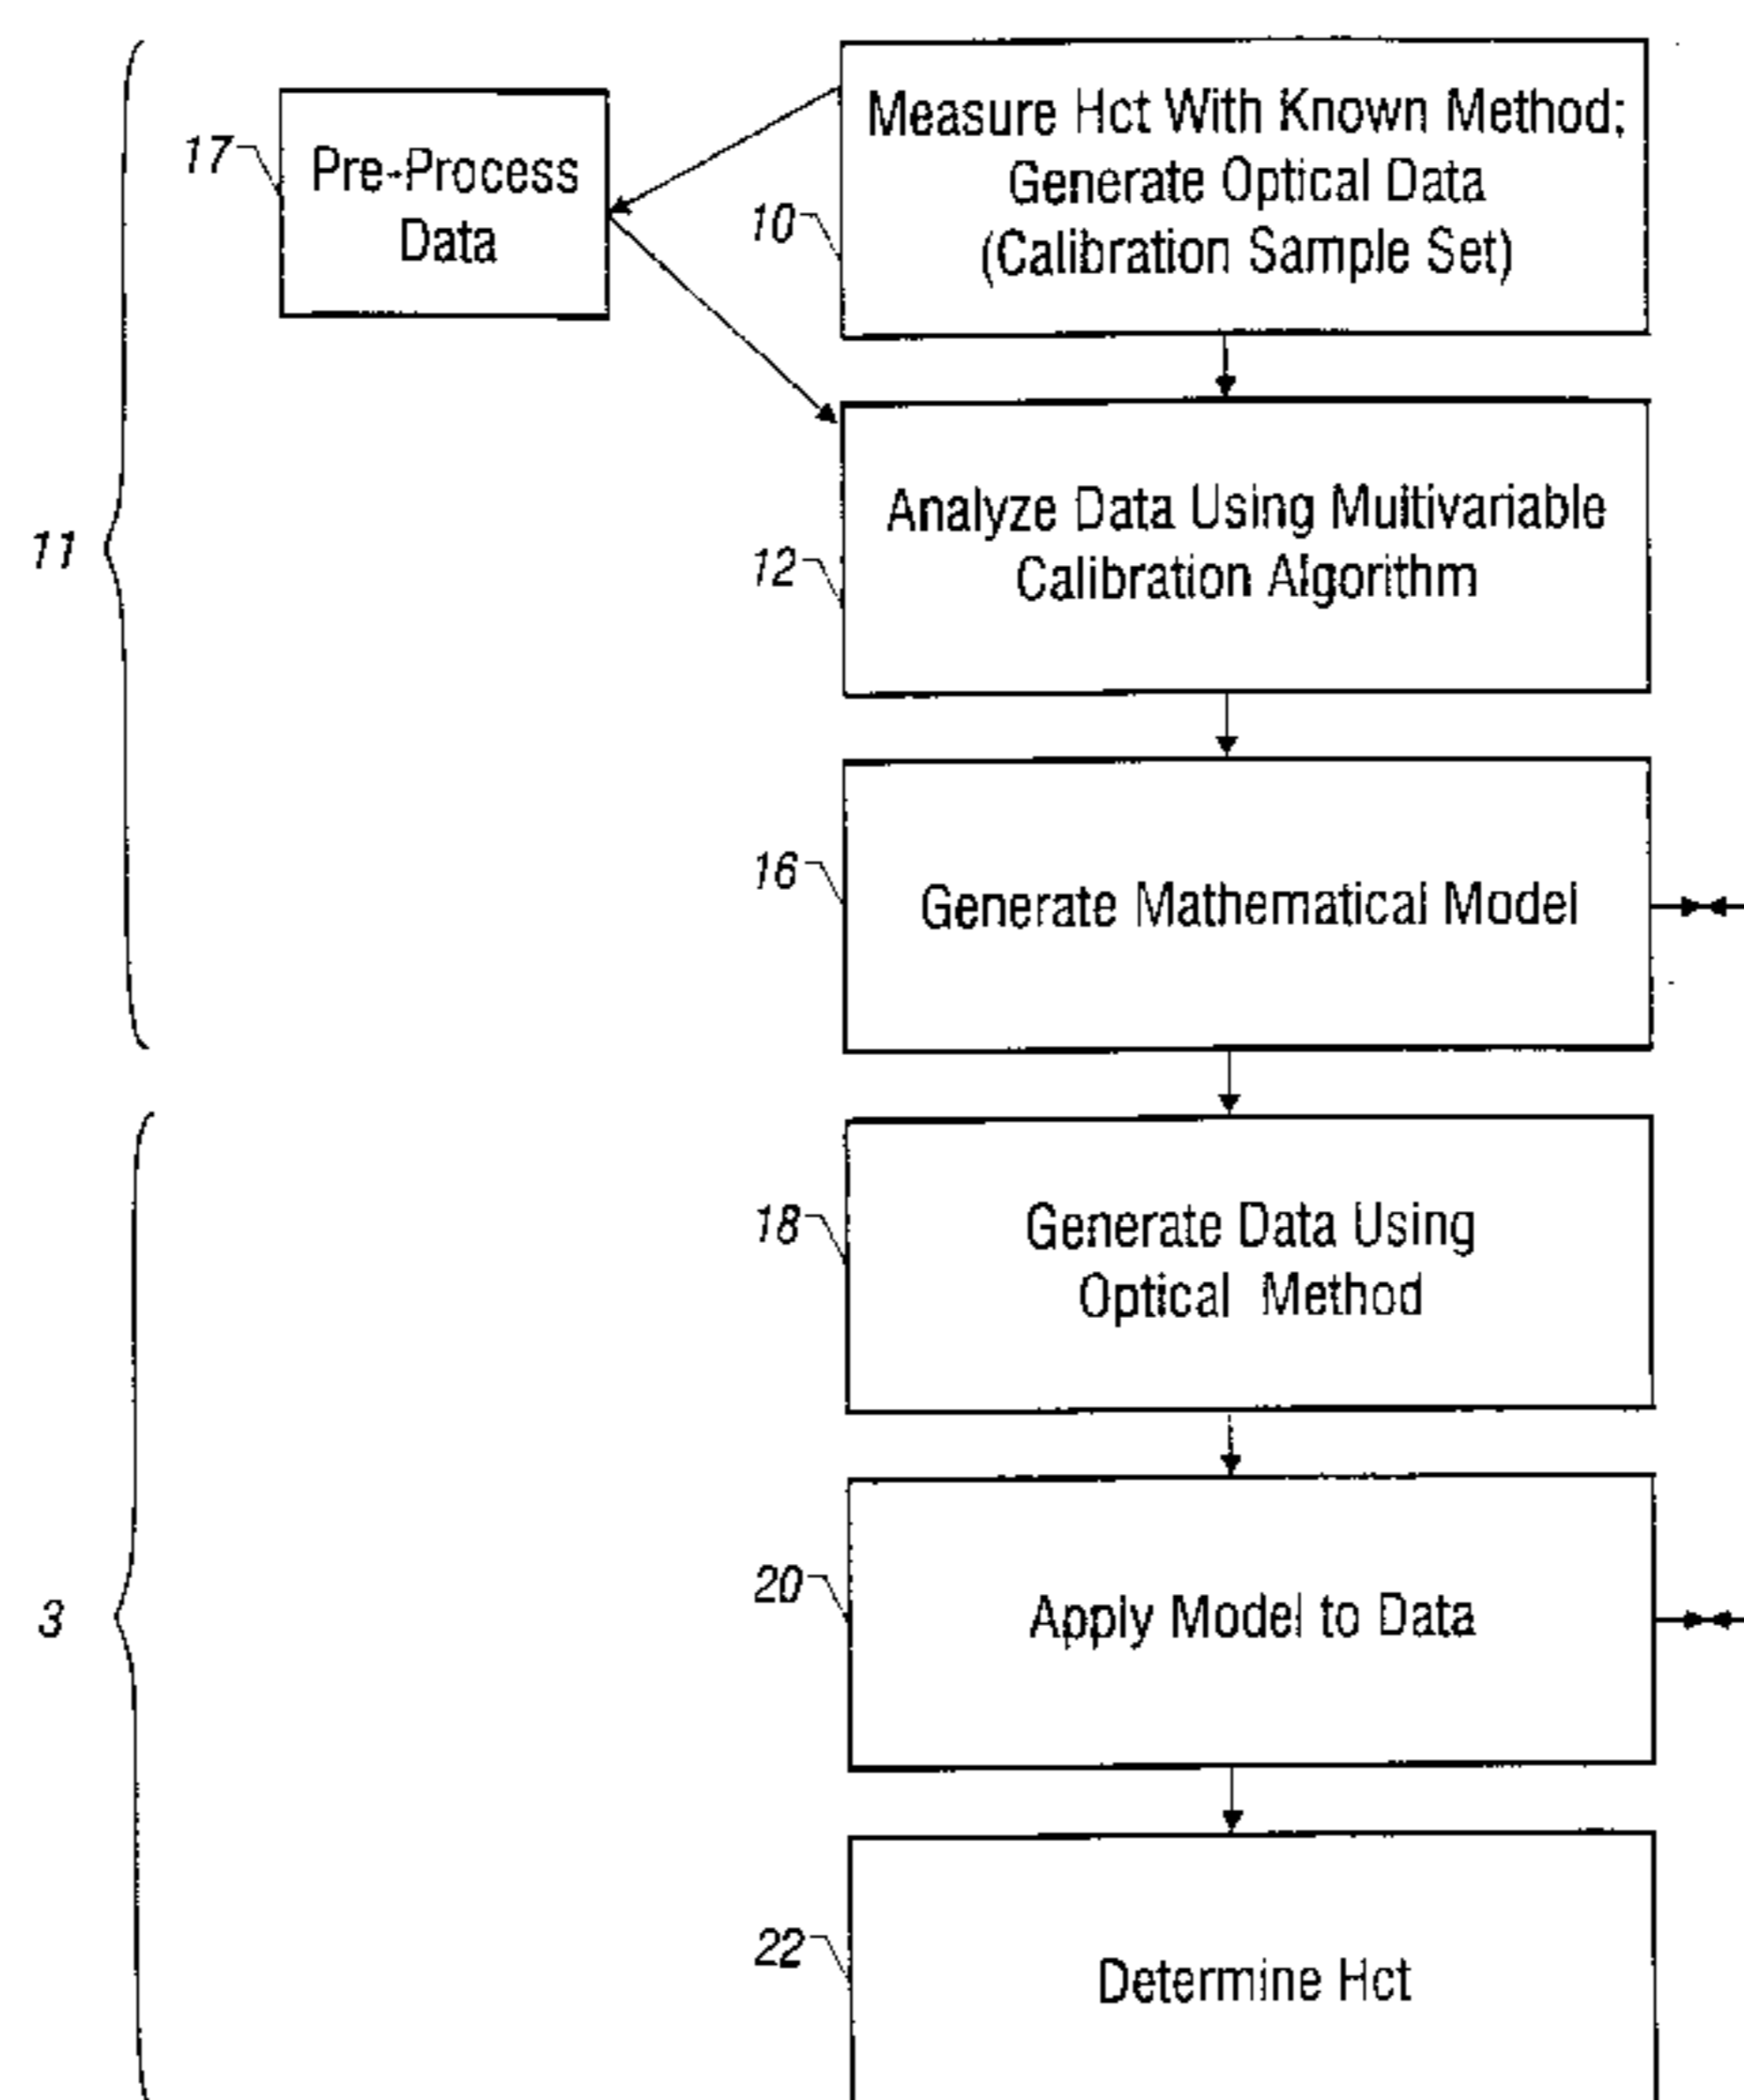 Measure Hct With Known Method;
Generate Optical Data
(Calibration Sample Set)
10
17
Pre-Process
Data
11
Analyze Data Using Multivariable
Calibration Algorithm
12
16
Generate Mathematical Model
18
Generate Data Using
Optical Method
3
20
Apply Model to Data
22
Determine Hct